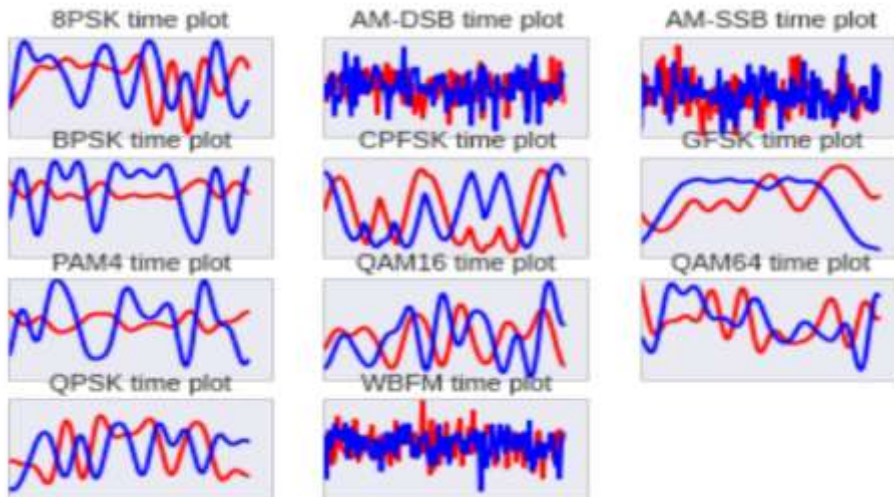 8PSK time plot
AM-DSB time plot
AM-SSB time plot
BPSK time plot
CPFSK time plot
GFSK time plot
PAM4 time plot
QAM16 time plot
QAM64 time plot
QPSK time plot
WBFM time plot